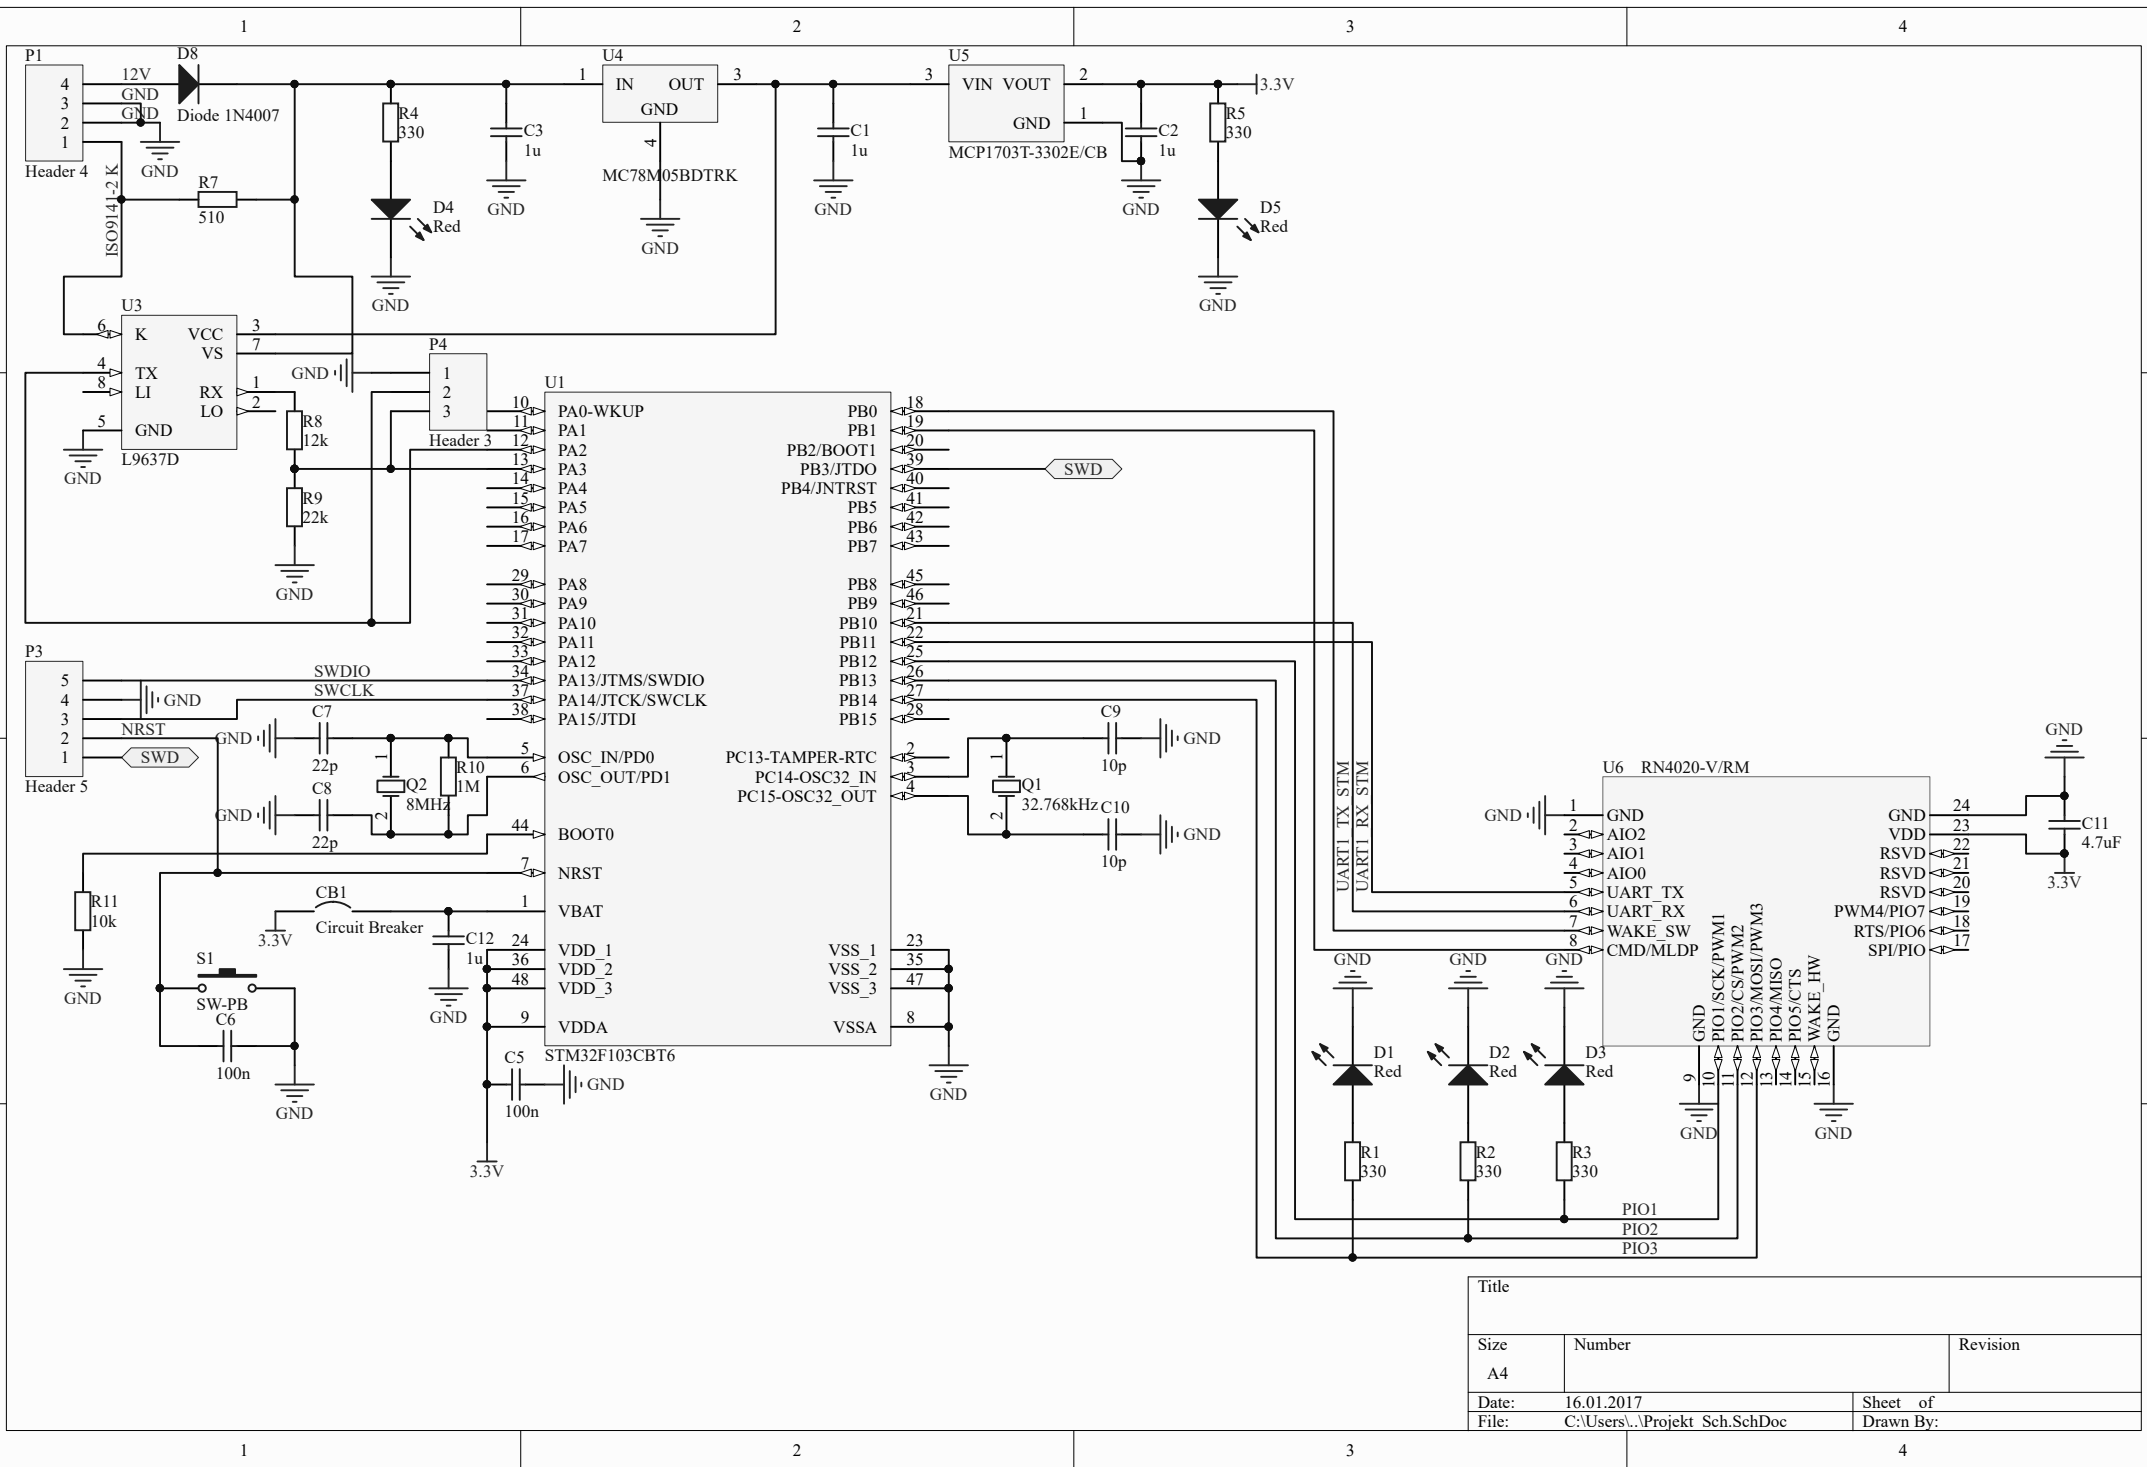 1 2 3 4
P1
4 12V
3 GND
2 GND
1
Header 4
GND
D8
Diode 1N4007
ISO9141-2 K
R7
510
R4
330
D4
Red
GND
C3
1u
GND
U4
1 IN OUT 3
GND
4
MC78M05BDTRK
GND
C1
1u
GND
U5
3 VIN VOUT 2
GND 1
MCP1703T-3302E/CB
C2
1u
GND
R5
330
3.3V
D5
Red
GND
U3
6 K VCC 3
VS 7
4 TX
8 LI RX 1
LO 2
5 GND
L9637D
GND
R8
12k
R9
22k
GND
P4
GND 1
2
3
Header 3
U1
10 PA0-WKUP PB0 18
11 PA1 PB1 19
12 PA2 PB2/BOOT1 20
13 PA3 PB3/JTDO 39 SWD
14 PA4 PB4/JNTRST 40
15 PA5 PB5 41
16 PA6 PB6 42
17 PA7 PB7 43
29 PA8 PB8 45
30 PA9 PB9 46
31 PA10 PB10 21
32 PA11 PB11 22
33 PA12 PB12 25
34 PA13/JTMS/SWDIO PB13 26
37 PA14/JTCK/SWCLK PB14 27
38 PA15/JTDI PB15 28
5 OSC_IN/PD0 PC13-TAMPER-RTC 2
6 OSC_OUT/PD1 PC14-OSC32_IN 3
PC15-OSC32_OUT 4
44 BOOT0
7 NRST
1 VBAT
24 VDD_1 VSS_1 23
36 VDD_2 VSS_2 35
48 VDD_3 VSS_3 47
9 VDDA VSSA 8
STM32F103CBT6
GND
P3
5 SWDIO
4 GND
3 SWCLK
2 NRST
1 SWD
Header 5
C7
GND
22p
C8
GND
22p
1
Q2
8MHz
2
R10
1M
R11
10k
GND
CB1
Circuit Breaker
3.3V
C12
1u
GND
S1
SW-PB
C6
100n
GND
C5
GND
100n
3.3V
C9
GND
10p
1
Q1
32.768kHz
2
C10
GND
10p
UART1_TX_STM
UART1_RX_STM
U6 RN4020-V/RM
GND 1 GND GND 24
2 AIO2 VDD 23
3 AIO1 RSVD 22
4 AIO0 RSVD 21
5 UART_TX RSVD 20
6 UART_RX PWM4/PIO7 19
7 WAKE_SW RTS/PIO6 18
8 CMD/MLDP SPI/PIO 17
GND
PIO1/SCK/PWM1
PIO2/CS/PWM2
PIO3/MOSI/PWM3
PIO4/MISO
PIO5/CTS
WAKE_HW
GND
9 10 11 12 13 14 15 16
GND GND
GND
C11
4.7uF
3.3V
GND GND GND
D1
Red
D2
Red
D3
Red
R1
330
R2
330
R3
330
PIO1
PIO2
PIO3
Title
Size Number Revision
A4
Date: 16.01.2017 Sheet of
File: C:\Users\..\Projekt_Sch.SchDoc Drawn By:
1 2 3 4